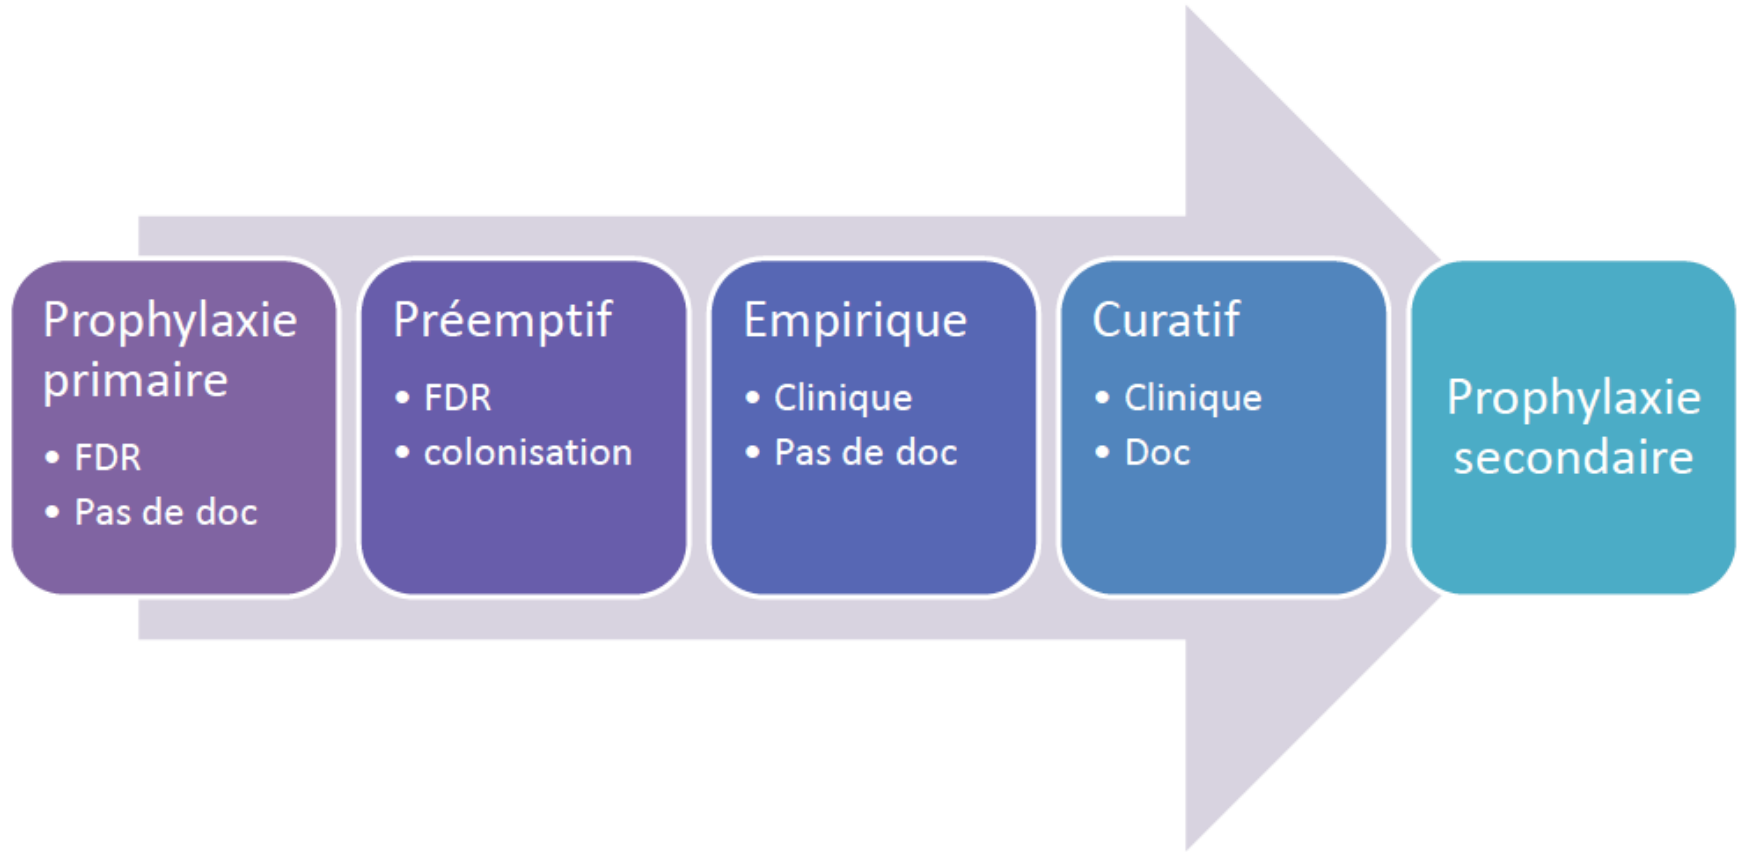 Prophylaxie
primaire
• FDR
• Pas de doc
Préemptif
• FDR
• colonisation
Empirique
• Clinique
• Pas de doc
Curatif
• Clinique
• Doc
Prophylaxie
secondaire